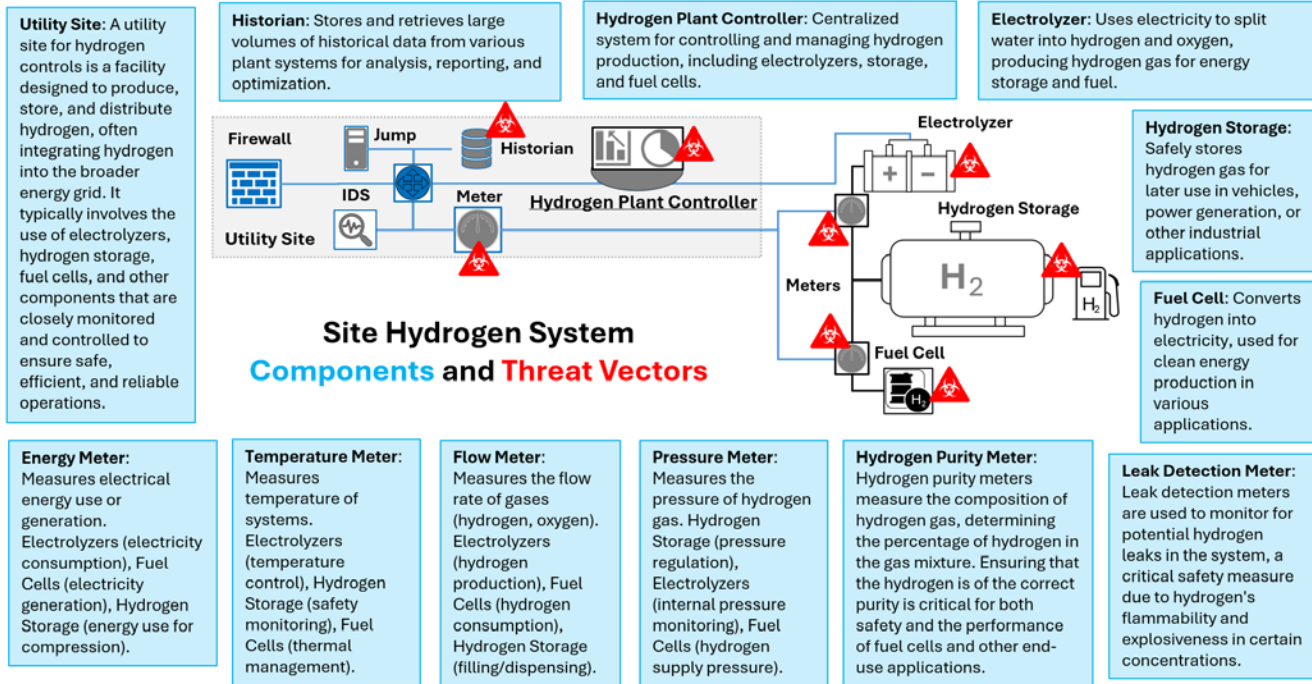 Utility Site: A utility
site for hydrogen
controls is a facility
designed to produce,
store, and distribute
hydrogen, often
integrating hydrogen
into the broader
energy grid. It
typically involves the
use of electrolyzers,
hydrogen storage,
fuel cells, and other
components that are
closely monitored
and controlled to
ensure safe,
efficient, and reliable
operations.
Historian: Stores and retrieves large
volumes of historical data from various
plant systems for analysis, reporting, and
optimization.
Hydrogen Plant Controller: Centralized
system for controlling and managing hydrogen
production, including electrolyzers, storage,
and fuel cells.
Electrolyzer: Uses electricity to split
water into hydrogen and oxygen,
producing hydrogen gas for energy
storage and fuel.
Firewall
Jump
Historian
IDS
Meter
Hydrogen Plant Controller
Utility Site
Electrolyzer
+ −
Hydrogen Storage
H2
H2
Meters
Fuel Cell
H2
Hydrogen Storage:
Safely stores
hydrogen gas for
later use in vehicles,
power generation, or
other industrial
applications.
Fuel Cell: Converts
hydrogen into
electricity, used for
clean energy
production in
various
applications.
Site Hydrogen System
Components and Threat Vectors
Energy Meter:
Measures electrical
energy use or
generation.
Electrolyzers (electricity
consumption), Fuel
Cells (electricity
generation), Hydrogen
Storage (energy use for
compression).
Temperature Meter:
Measures
temperature of
systems.
Electrolyzers
(temperature
control), Hydrogen
Storage (safety
monitoring), Fuel
Cells (thermal
management).
Flow Meter:
Measures the flow
rate of gases
(hydrogen, oxygen).
Electrolyzers
(hydrogen
production), Fuel
Cells (hydrogen
consumption),
Hydrogen Storage
(filling/dispensing).
Pressure Meter:
Measures the
pressure of hydrogen
gas. Hydrogen
Storage (pressure
regulation),
Electrolyzers
(internal pressure
monitoring), Fuel
Cells (hydrogen
supply pressure).
Hydrogen Purity Meter:
Hydrogen purity meters
measure the composition of
hydrogen gas, determining
the percentage of hydrogen in
the gas mixture. Ensuring that
the hydrogen is of the correct
purity is critical for both
safety and the performance
of fuel cells and other end-
use applications.
Leak Detection Meter:
Leak detection meters
are used to monitor for
potential hydrogen
leaks in the system, a
critical safety measure
due to hydrogen's
flammability and
explosiveness in certain
concentrations.